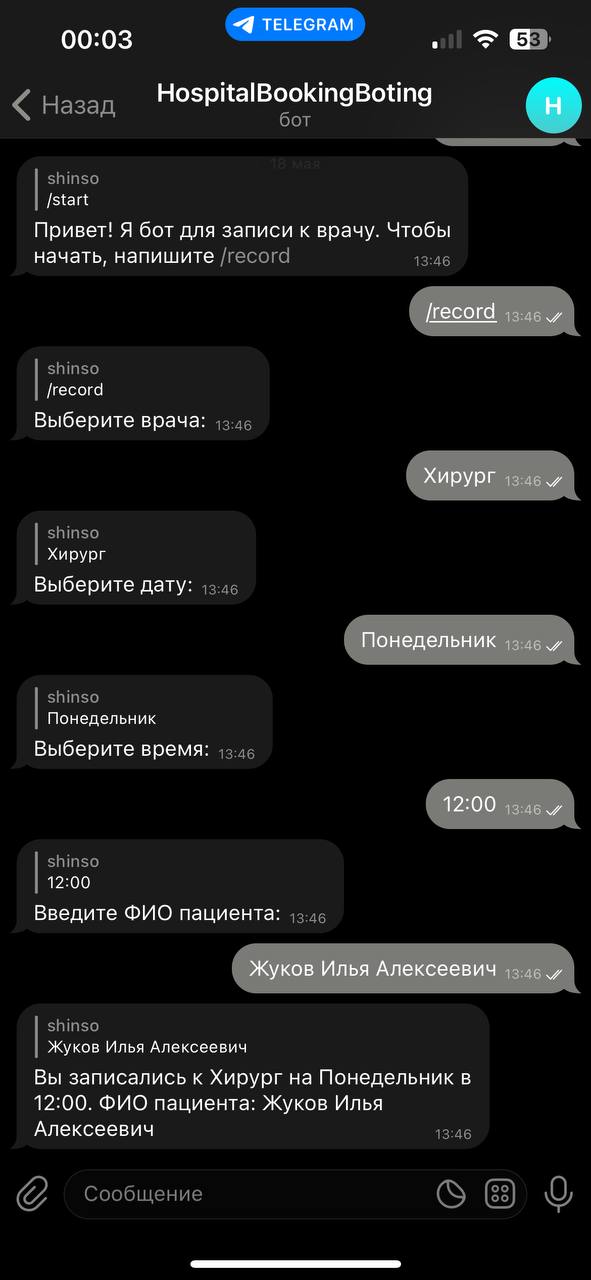 00:03
TELEGRAM
53
Назад
HospitalBookingBoting
бот
H
18 мая
shinso
/start
Привет! Я бот для записи к врачу. Чтобы
начать, напишите /record
13:46
/record 13:46
shinso
/record
Выберите врача: 13:46
Хирург 13:46
shinso
Хирург
Выберите дату: 13:46
Понедельник 13:46
shinso
Понедельник
Выберите время: 13:46
12:00 13:46
shinso
12:00
Введите ФИО пациента: 13:46
Жуков Илья Алексеевич 13:46
shinso
Жуков Илья Алексеевич
Вы записались к Хирург на Понедельник в
12:00. ФИО пациента: Жуков Илья
Алексеевич
13:46
Сообщение